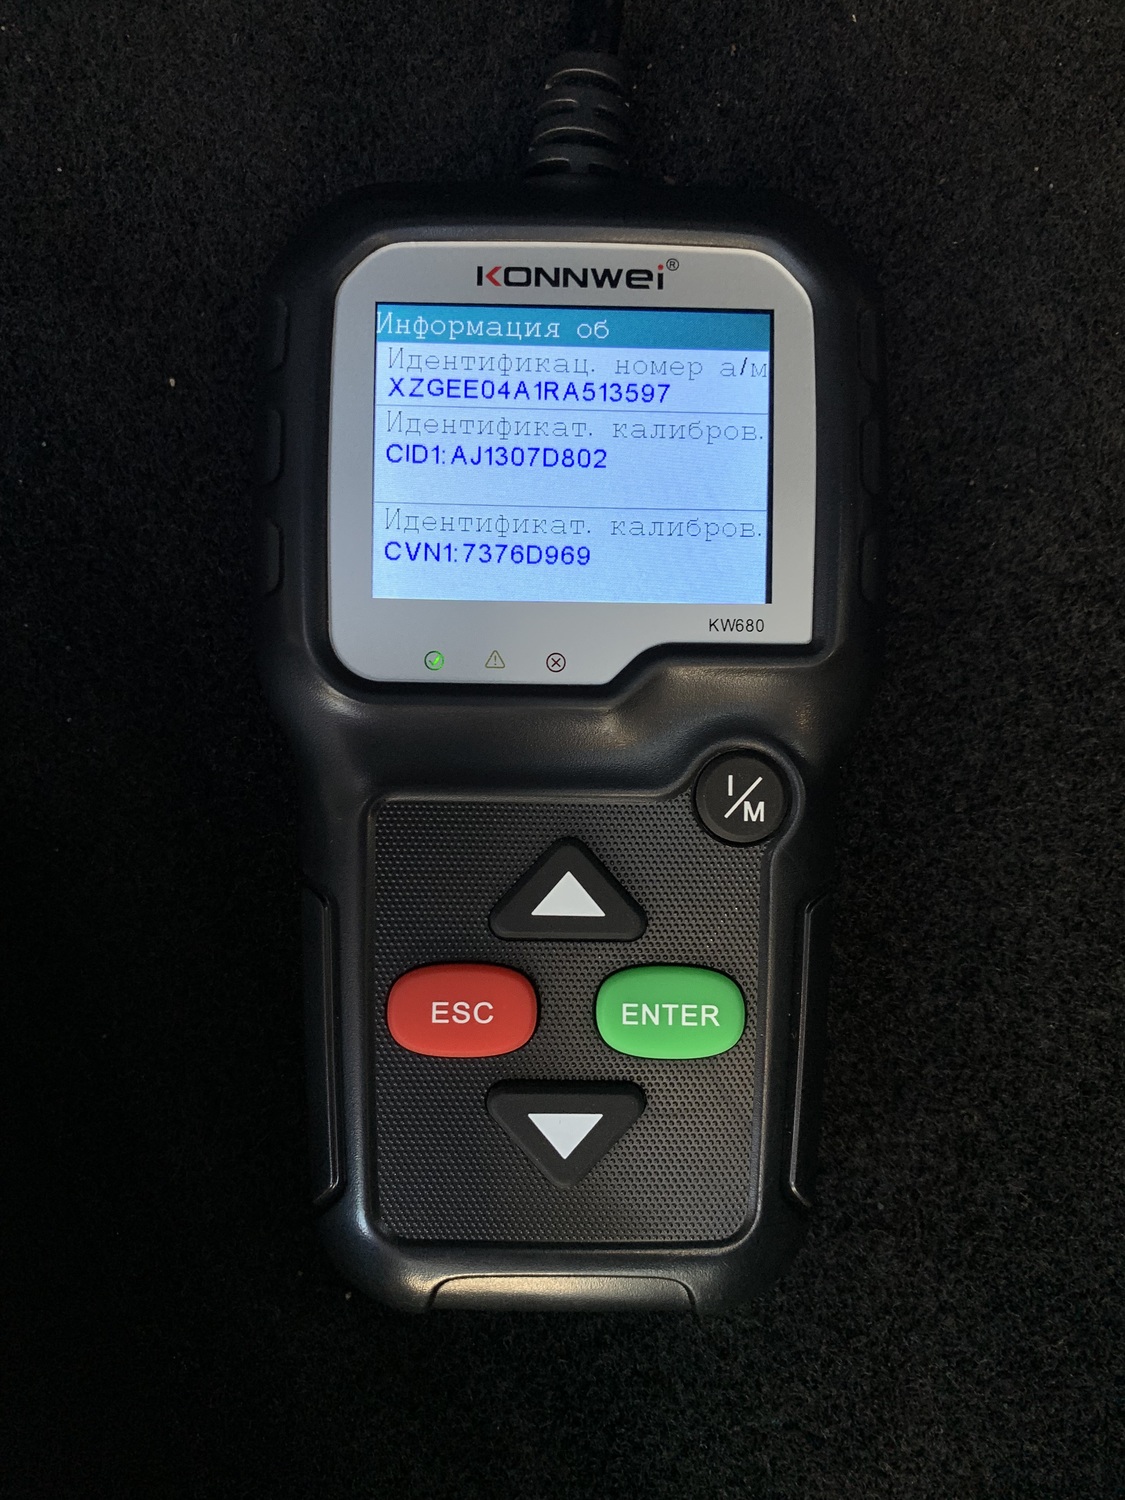 KONNWEI®
Информация об
Идентификац. номер а/м
XZGEE04A1RA513597
Идентификат. калибров.
CID1:AJ1307D802
Идентификат. калибров.
CVN1:7376D969
KW680
I/M
ESC
ENTER